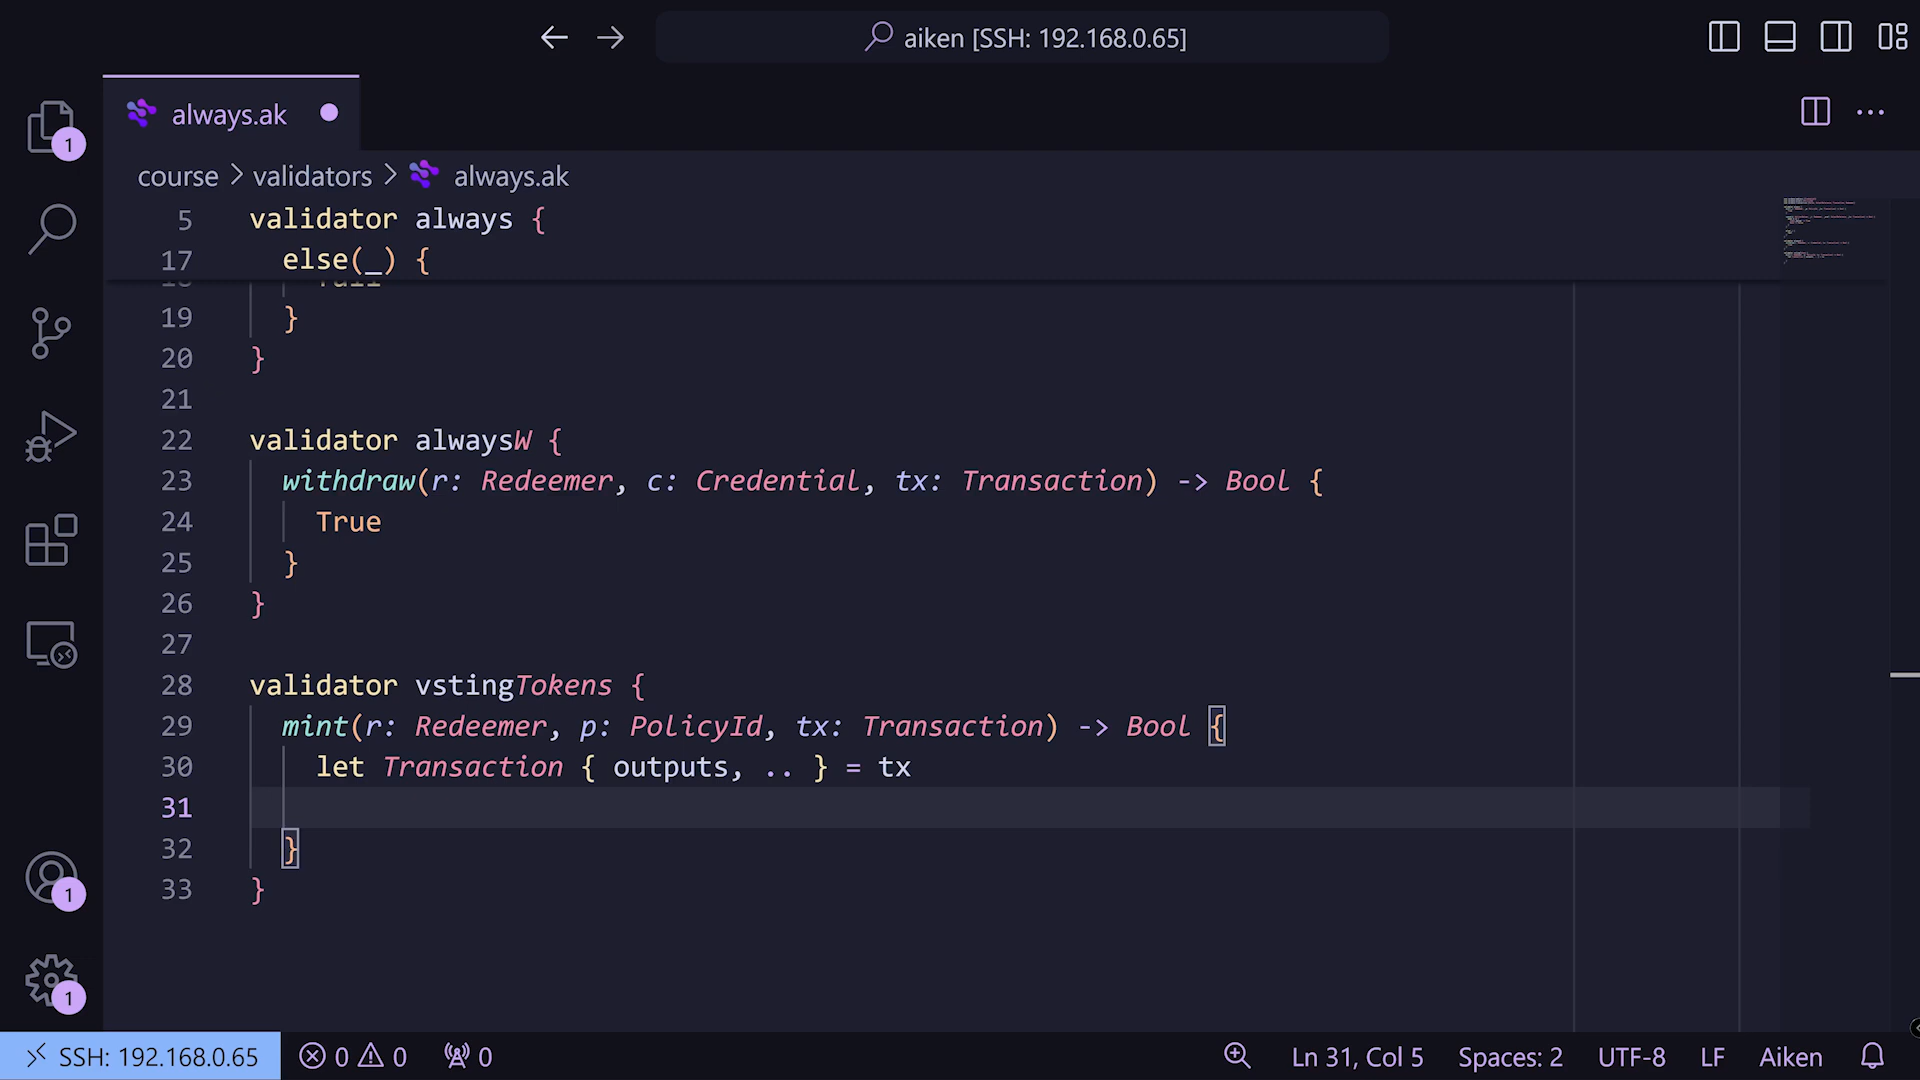 aiken [SSH: 192.168.0.65]
always.ak
course > validators > always.ak
5 validator always {
17 else(_) {
19 }
20 }
21
22 validator alwaysW {
23 withdraw(r: Redeemer, c: Credential, tx: Transaction) -> Bool {
24 True
25 }
26 }
27
28 validator vstingTokens {
29 mint(r: Redeemer, p: PolicyId, tx: Transaction) -> Bool {
30 let Transaction { outputs, .. } = tx
31
32 }
33 }
1
1
1
SSH: 192.168.0.65 0 0 0 Ln 31, Col 5 Spaces: 2 UTF-8 LF Aiken